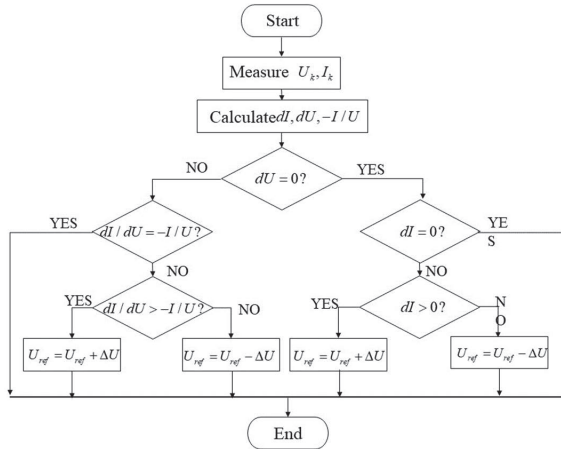 Start
Measure U_k, I_k
Calculate dI, dU, -I / U
dU = 0?
NO
YES
dI / dU = -I / U?
YES
NO
dI = 0?
YE
S
NO
dI / dU > -I / U?
YES
NO
dI > 0?
YES
N
O
U_ref = U_ref + ΔU
U_ref = U_ref - ΔU
U_ref = U_ref + ΔU
U_ref = U_ref - ΔU
End